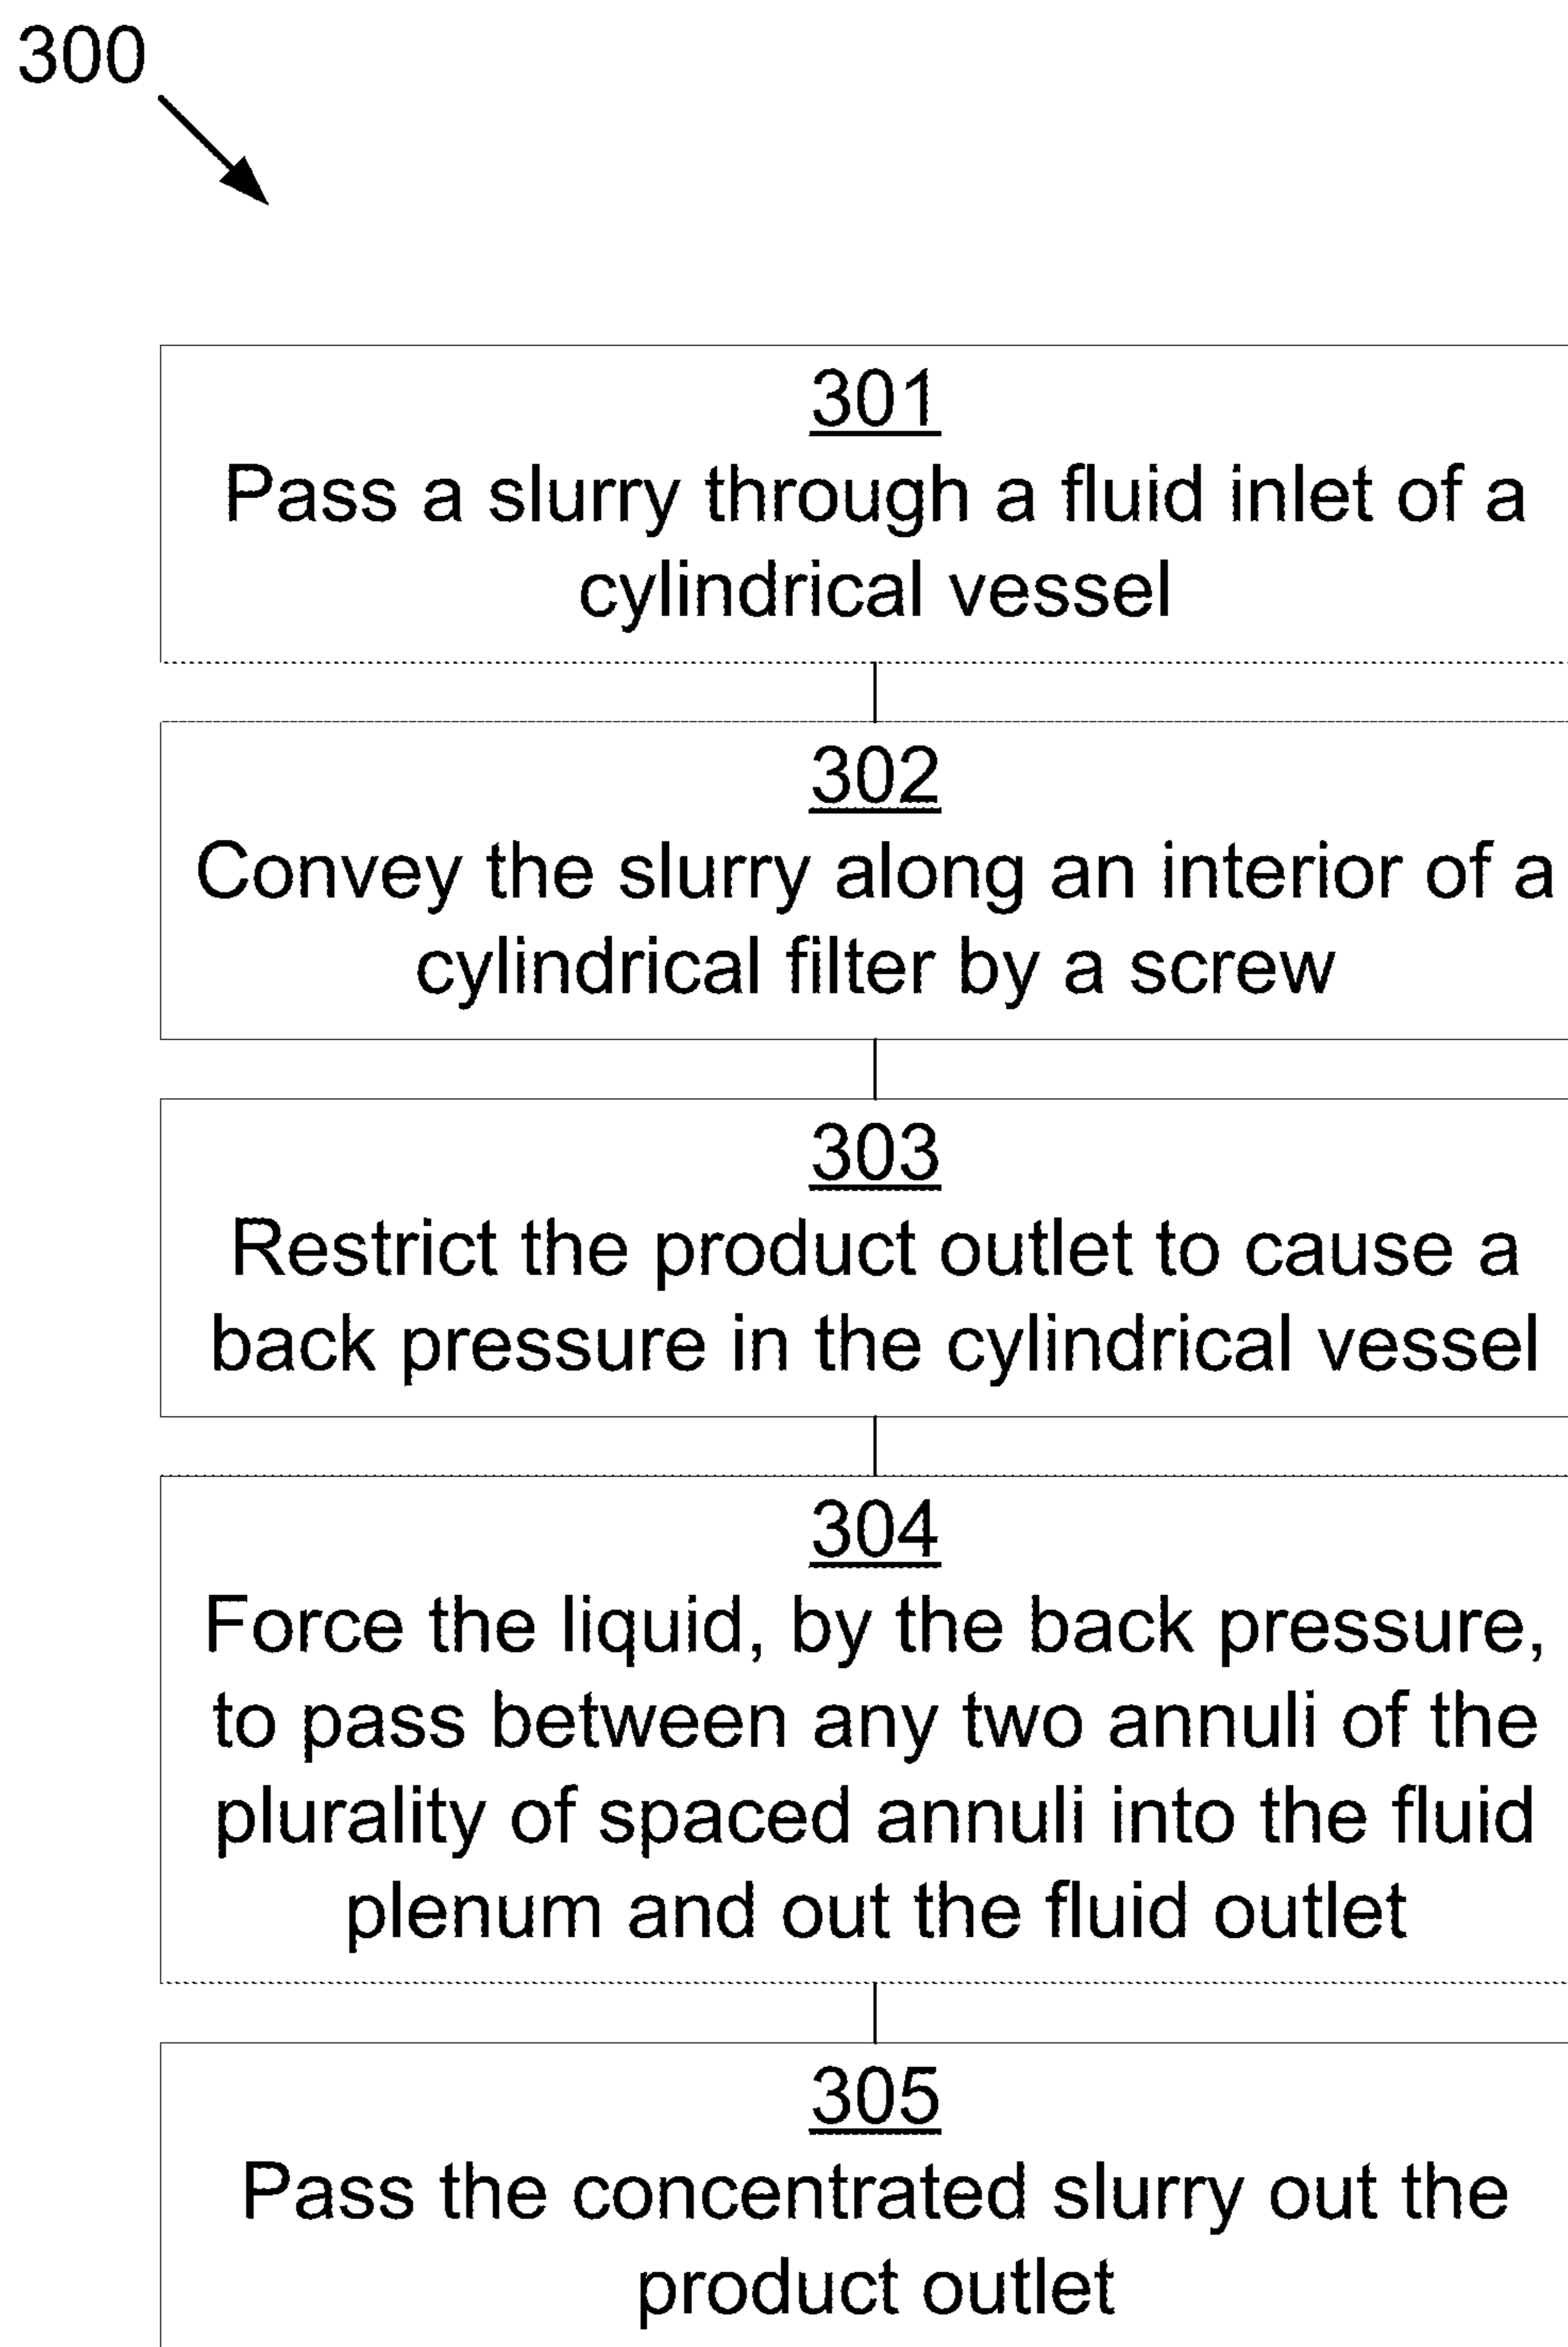 300
301
Pass a slurry through a fluid inlet of a
cylindrical vessel
302
Convey the slurry along an interior of a
cylindrical filter by a screw
303
Restrict the product outlet to cause a
back pressure in the cylindrical vessel
304
Force the liquid, by the back pressure,
to pass between any two annuli of the
plurality of spaced annuli into the fluid
plenum and out the fluid outlet
305
Pass the concentrated slurry out the
product outlet